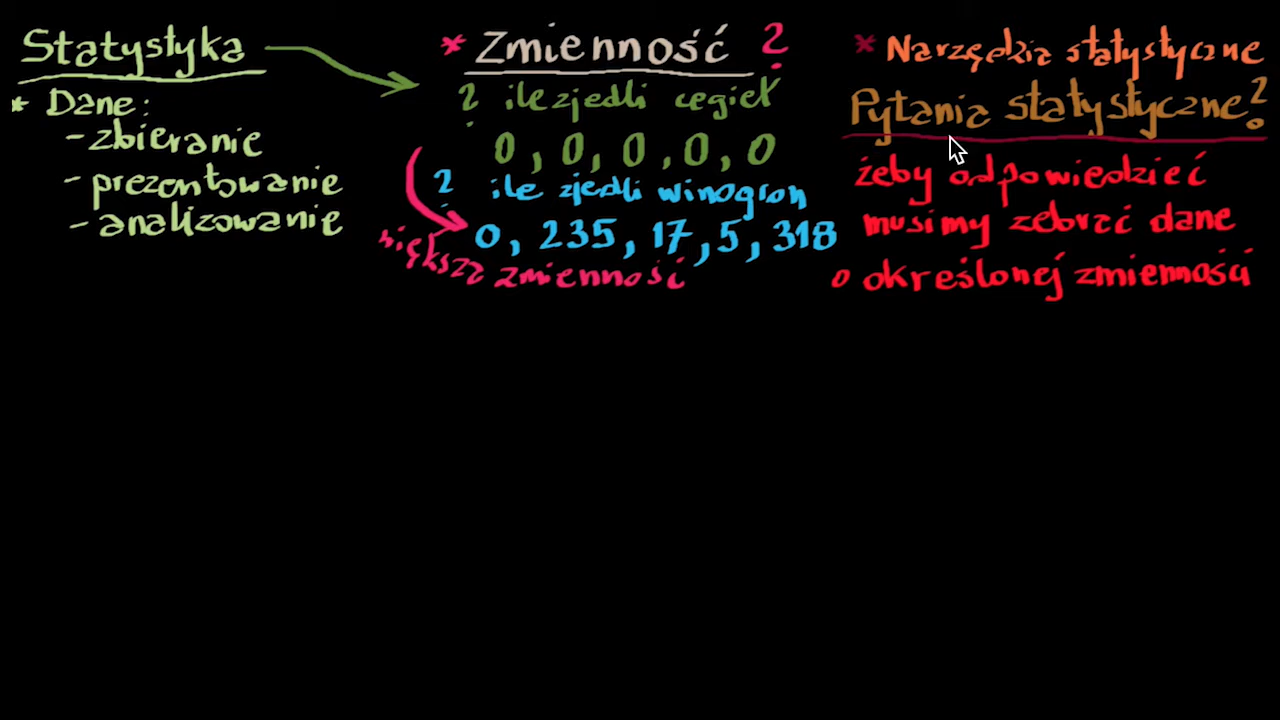 Statystyka
* Dane:
- zbieranie
- prezentowanie
- analizowanie
* Zmienność ?
? ile zjedli cegieł
0, 0, 0, 0, 0
? ile zjedli winogron
0, 235, 17, 5, 318
większa zmienność
* Narzędzia statystyczne
Pytania statystyczne?
żeby odpowiedzieć
musimy zebrać dane
o określonej zmienności